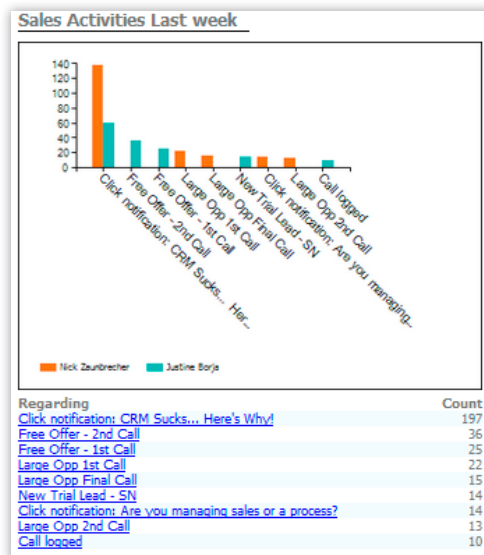 Sales Activities Last week
140
120
100
80
60
40
20
0
Click notification: CRM Sucks... Her...
Free Offer - 2nd Call
Free Offer - 1st Call
Large Opp 1st Call
Large Opp Final Call
New Trial Lead - SN
Click notification: Are you managing...
Large Opp 2nd Call
Call logged
Nick Zaunbrecher Justine Borja
Regarding Count
Click notification: CRM Sucks... Here's Why! 197
Free Offer - 2nd Call 36
Free Offer - 1st Call 25
Large Opp 1st Call 22
Large Opp Final Call 15
New Trial Lead - SN 14
Click notification: Are you managing sales or a process? 14
Large Opp 2nd Call 13
Call logged 10